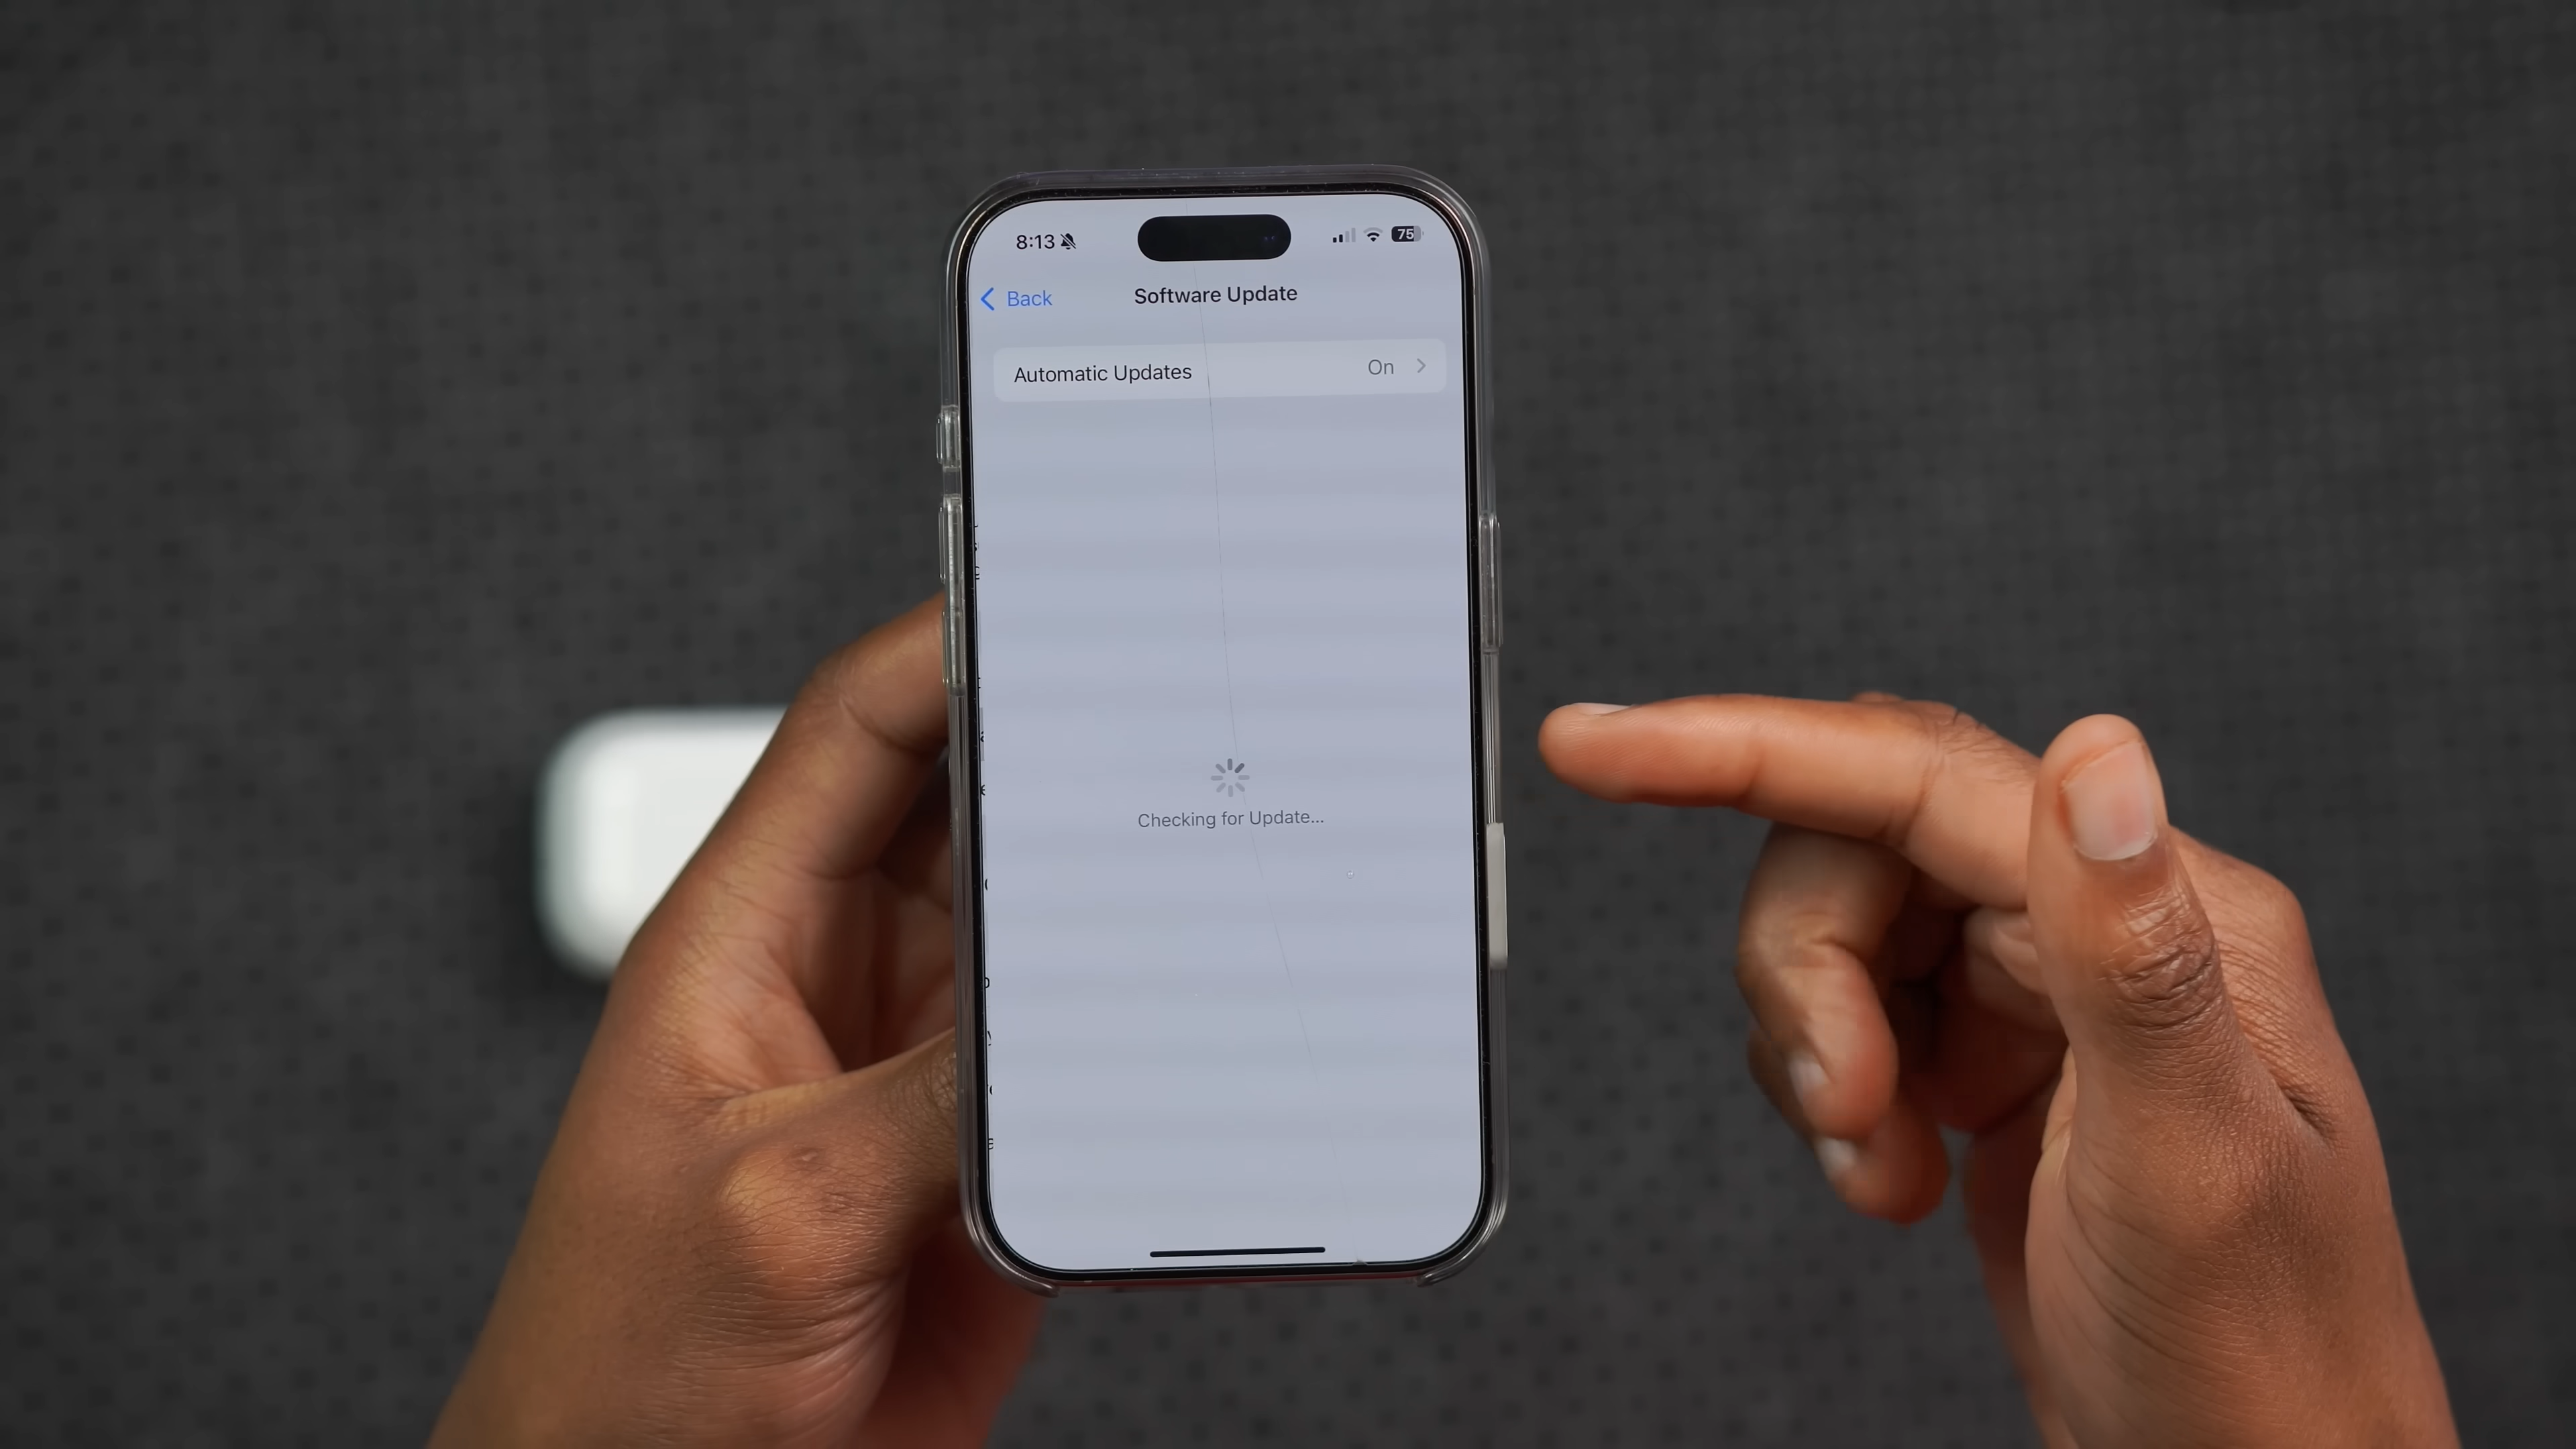 8:13
75
Back
Software Update
Automatic Updates On
Checking for Update...